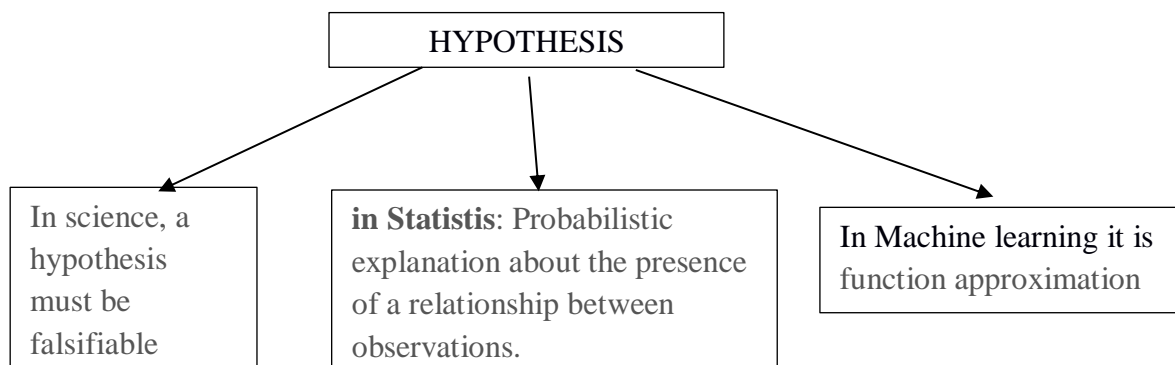 HYPOTHESIS
In science, a
hypothesis
must be
falsifiable
in Statistis: Probabilistic
explanation about the presence
of a relationship between
observations.
In Machine learning it is
function approximation